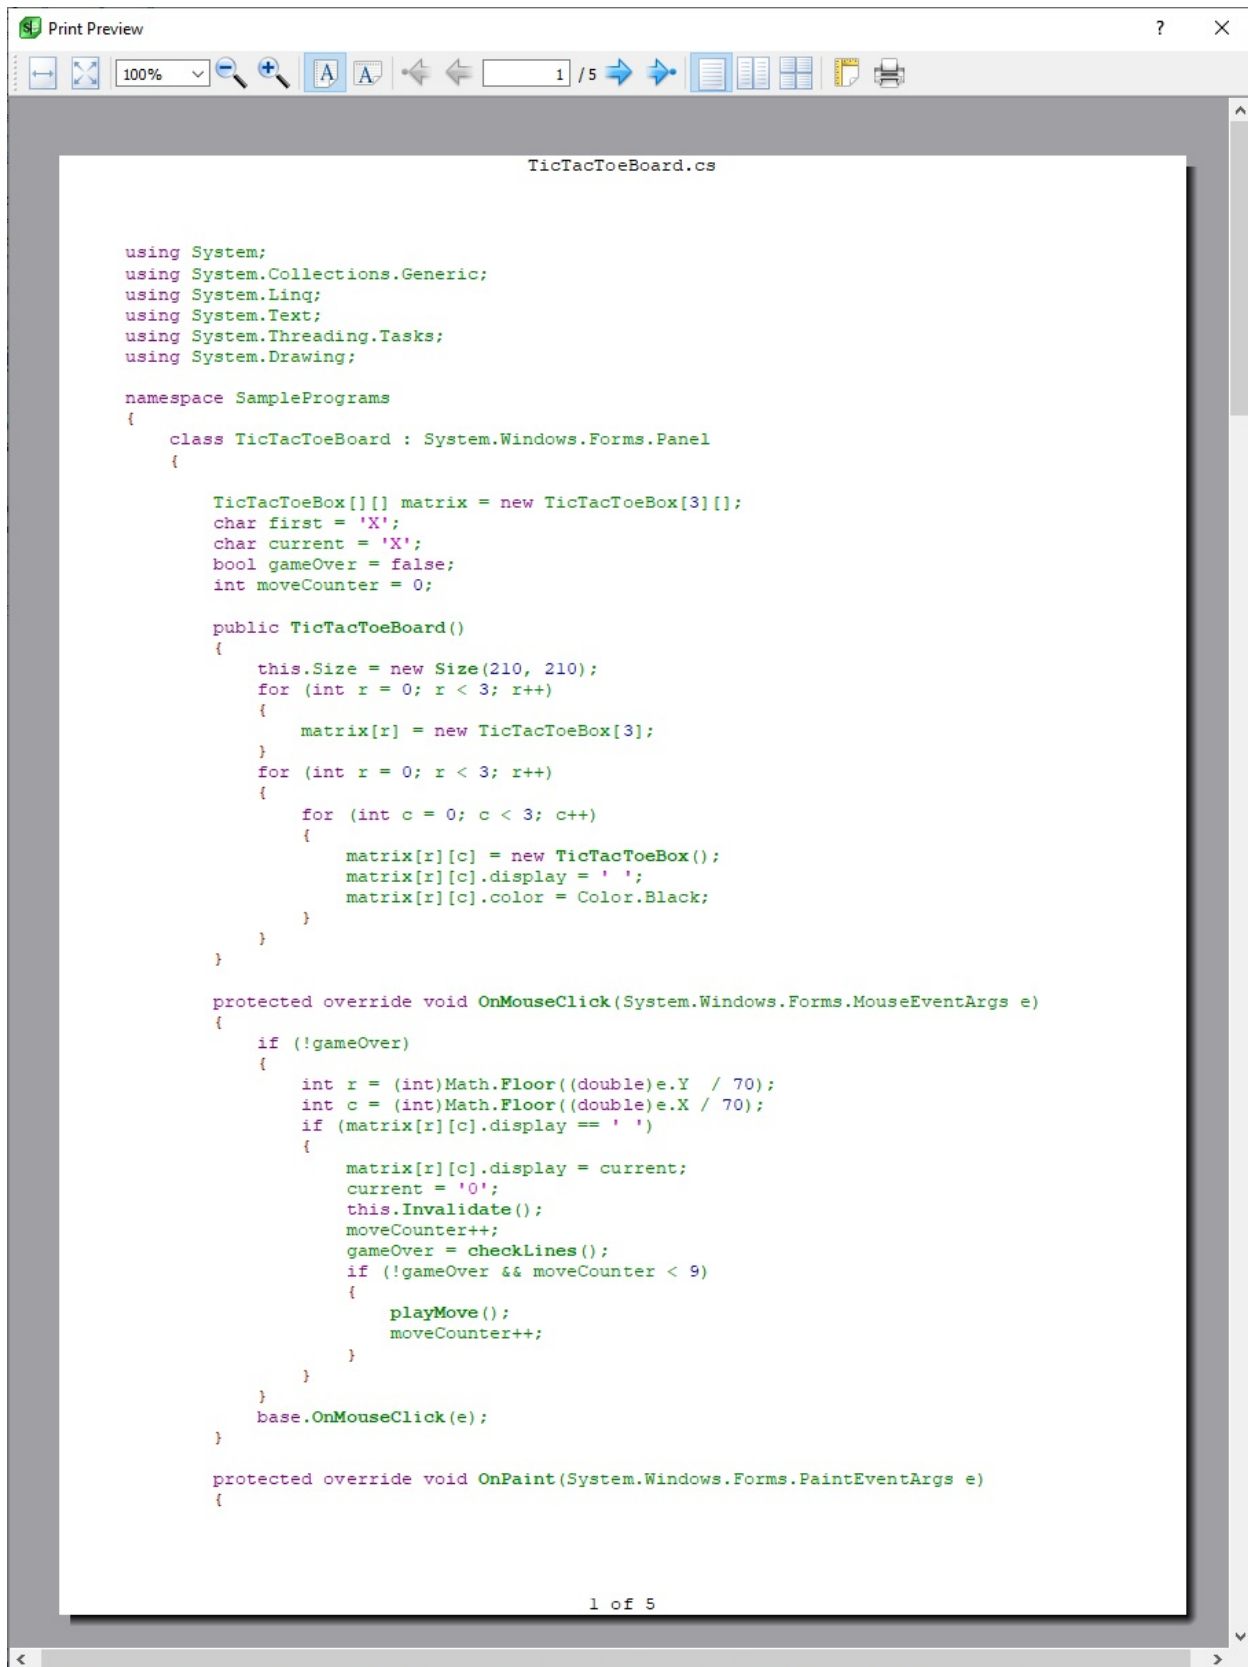 Print Preview
100% 1 / 5
TicTacToeBoard.cs
using System;
using System.Collections.Generic;
using System.Linq;
using System.Text;
using System.Threading.Tasks;
using System.Drawing;
namespace SamplePrograms
{
    class TicTacToeBoard : System.Windows.Forms.Panel
    {
        TicTacToeBox[][] matrix = new TicTacToeBox[3][];
        char first = 'X';
        char current = 'X';
        bool gameOver = false;
        int moveCounter = 0;
        public TicTacToeBoard()
        {
            this.Size = new Size(210, 210);
            for (int r = 0; r < 3; r++)
            {
                matrix[r] = new TicTacToeBox[3];
            }
            for (int r = 0; r < 3; r++)
            {
                for (int c = 0; c < 3; c++)
                {
                    matrix[r][c] = new TicTacToeBox();
                    matrix[r][c].display = ' ';
                    matrix[r][c].color = Color.Black;
                }
            }
        }
        protected override void OnMouseClick(System.Windows.Forms.MouseEventArgs e)
        {
            if (!gameOver)
            {
                int r = (int)Math.Floor((double)e.Y  / 70);
                int c = (int)Math.Floor((double)e.X / 70);
                if (matrix[r][c].display == ' ')
                {
                    matrix[r][c].display = current;
                    current = '0';
                    this.Invalidate();
                    moveCounter++;
                    gameOver = checkLines();
                    if (!gameOver && moveCounter < 9)
                    {
                        playMove();
                        moveCounter++;
                    }
                }
            }
            base.OnMouseClick(e);
        }
        protected override void OnPaint(System.Windows.Forms.PaintEventArgs e)
        {
1 of 5